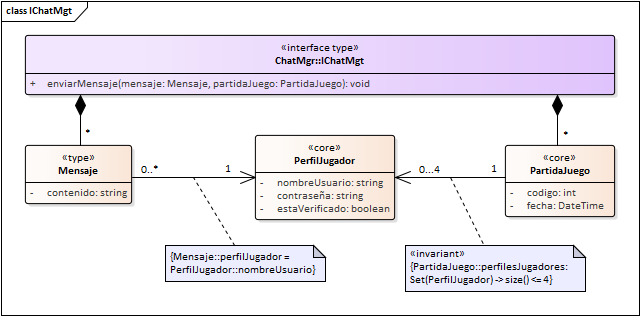 class IChatMgt
«interface type»
ChatMgr::IChatMgt
+ enviarMensaje(mensaje: Mensaje, partidaJuego: PartidaJuego): void
*
*
«type»
Mensaje
- contenido: string
0..*
1
«core»
PerfilJugador
- nombreUsuario: string
- contraseña: string
- estaVerificado: boolean
0...4
1
«core»
PartidaJuego
- codigo: int
- fecha: DateTime
{Mensaje::perfilJugador =
PerfilJugador::nombreUsuario}
«invariant»
{PartidaJuego::perfilesJugadores:
Set(PerfilJugador) -> size() <= 4}